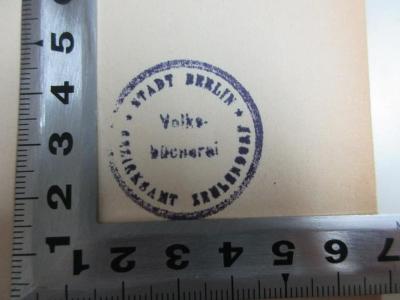 * STADT BERLIN *
BEZIRKSAMT ZEHLENDORF
Volks-
bücherei
5
4
3
2
1
1 2 3 4 5 6 7